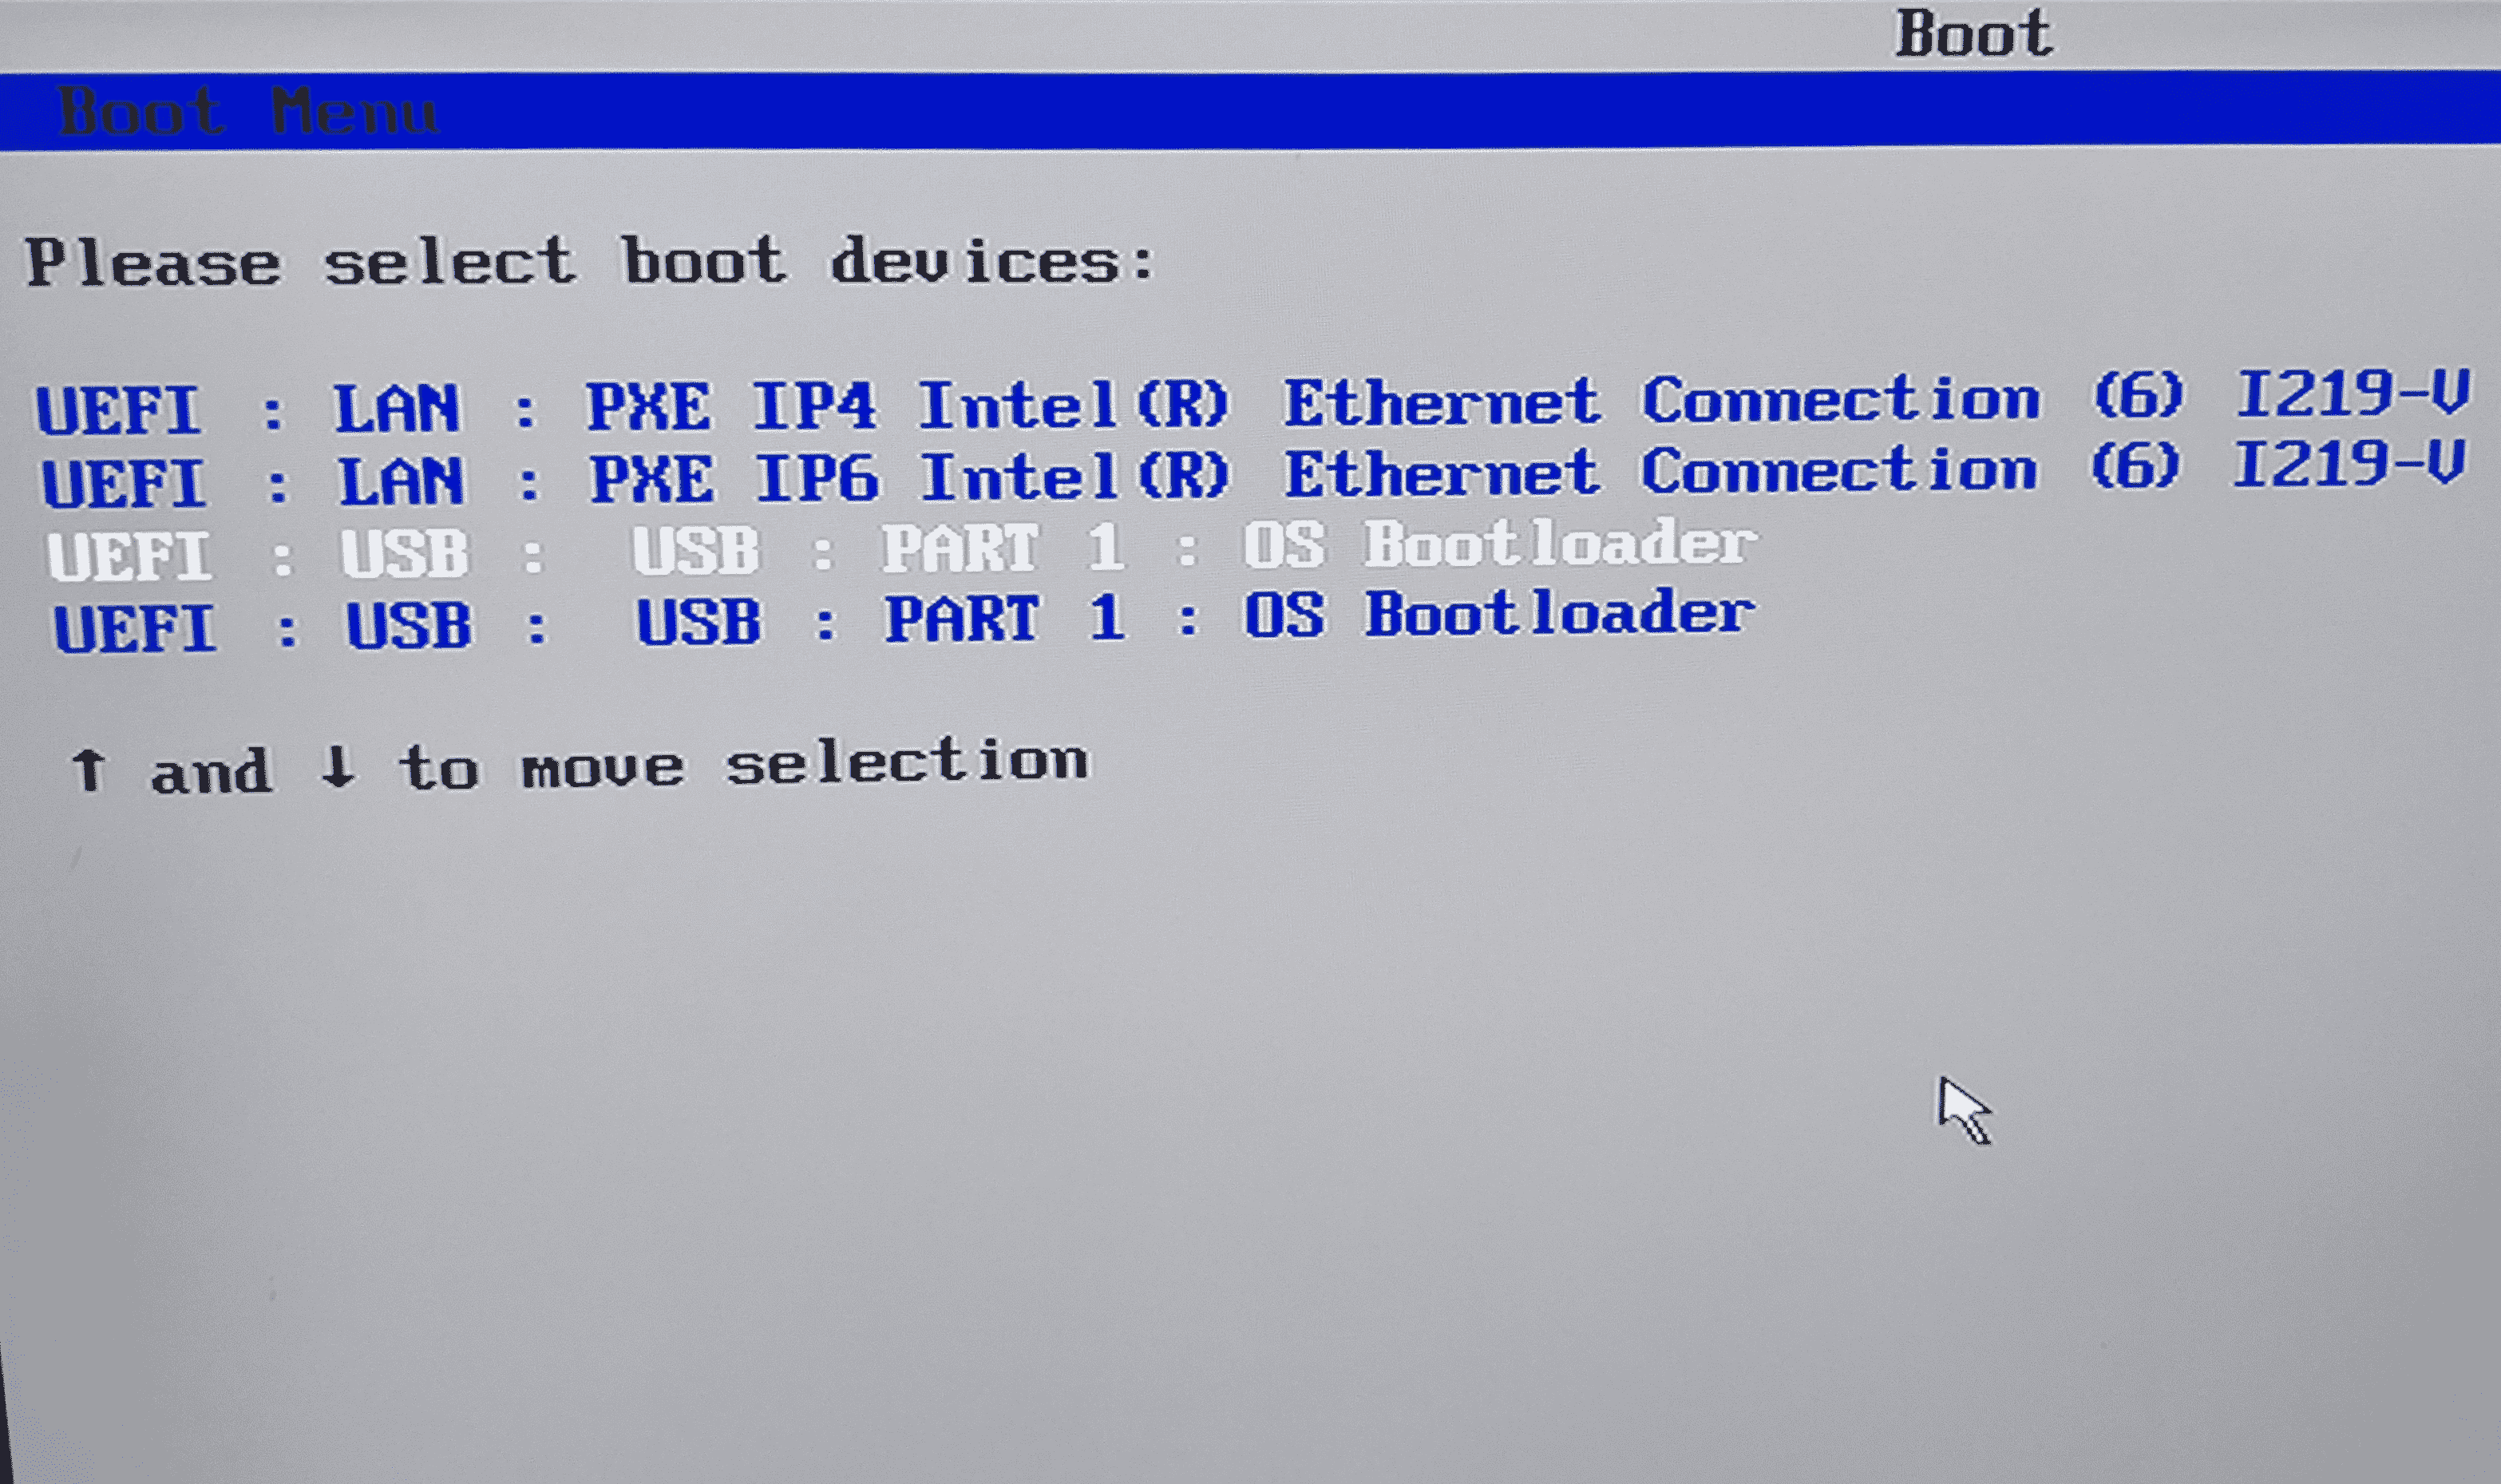 Boot
Boot Menu
Please select boot devices:
UEFI : LAN : PXE IP4 Intel(R) Ethernet Connection (6) I219-V
UEFI : LAN : PXE IP6 Intel(R) Ethernet Connection (6) I219-V
UEFI : USB : USB : PART 1 : OS Bootloader
UEFI : USB : USB : PART 1 : OS Bootloader
↑ and ↓ to move selection